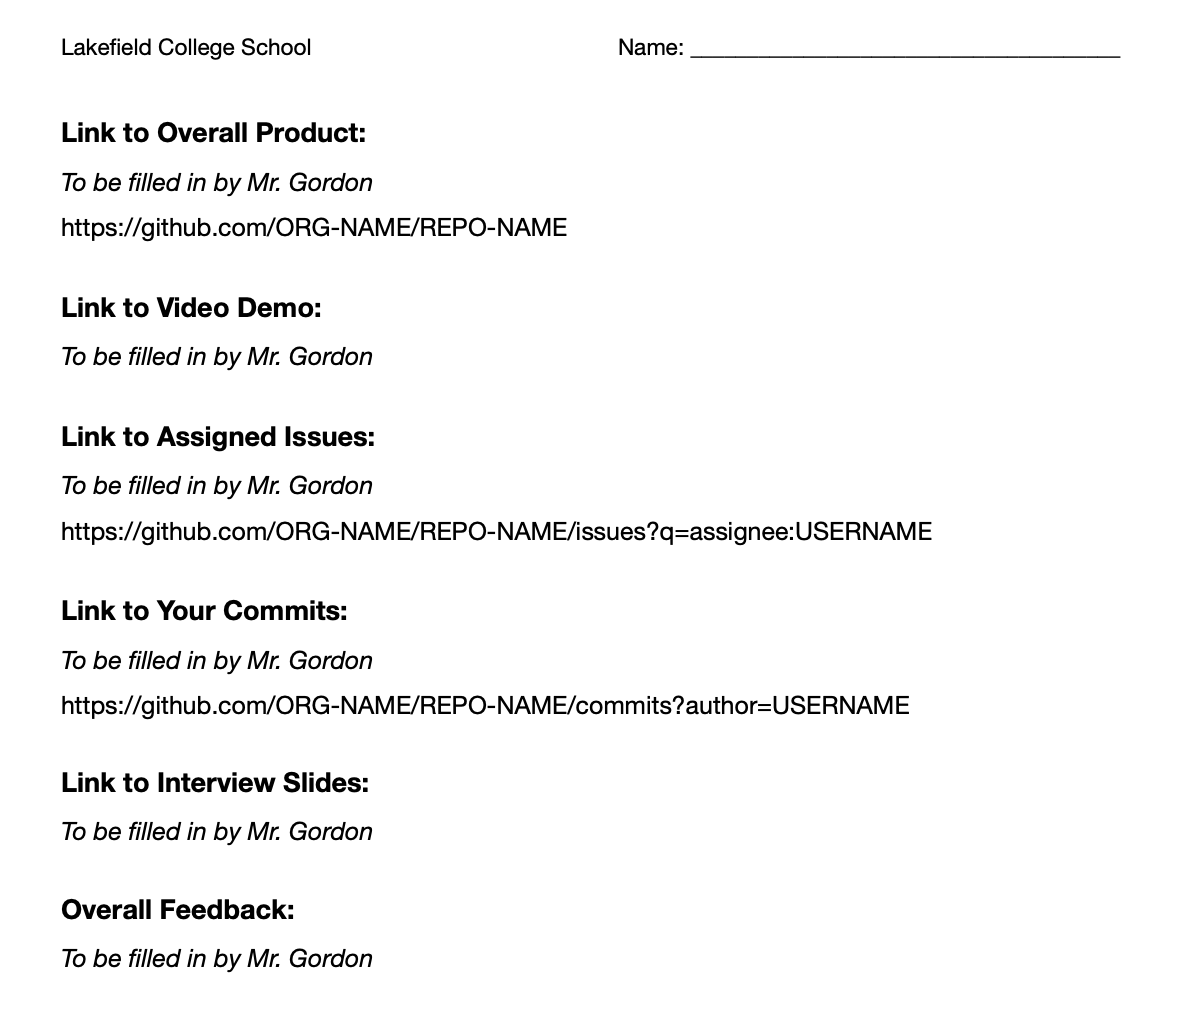 Lakefield College School
Name: ___________________________________
Link to Overall Product:
To be filled in by Mr. Gordon
https://github.com/ORG-NAME/REPO-NAME
Link to Video Demo:
To be filled in by Mr. Gordon
Link to Assigned Issues:
To be filled in by Mr. Gordon
https://github.com/ORG-NAME/REPO-NAME/issues?q=assignee:USERNAME
Link to Your Commits:
To be filled in by Mr. Gordon
https://github.com/ORG-NAME/REPO-NAME/commits?author=USERNAME
Link to Interview Slides:
To be filled in by Mr. Gordon
Overall Feedback:
To be filled in by Mr. Gordon